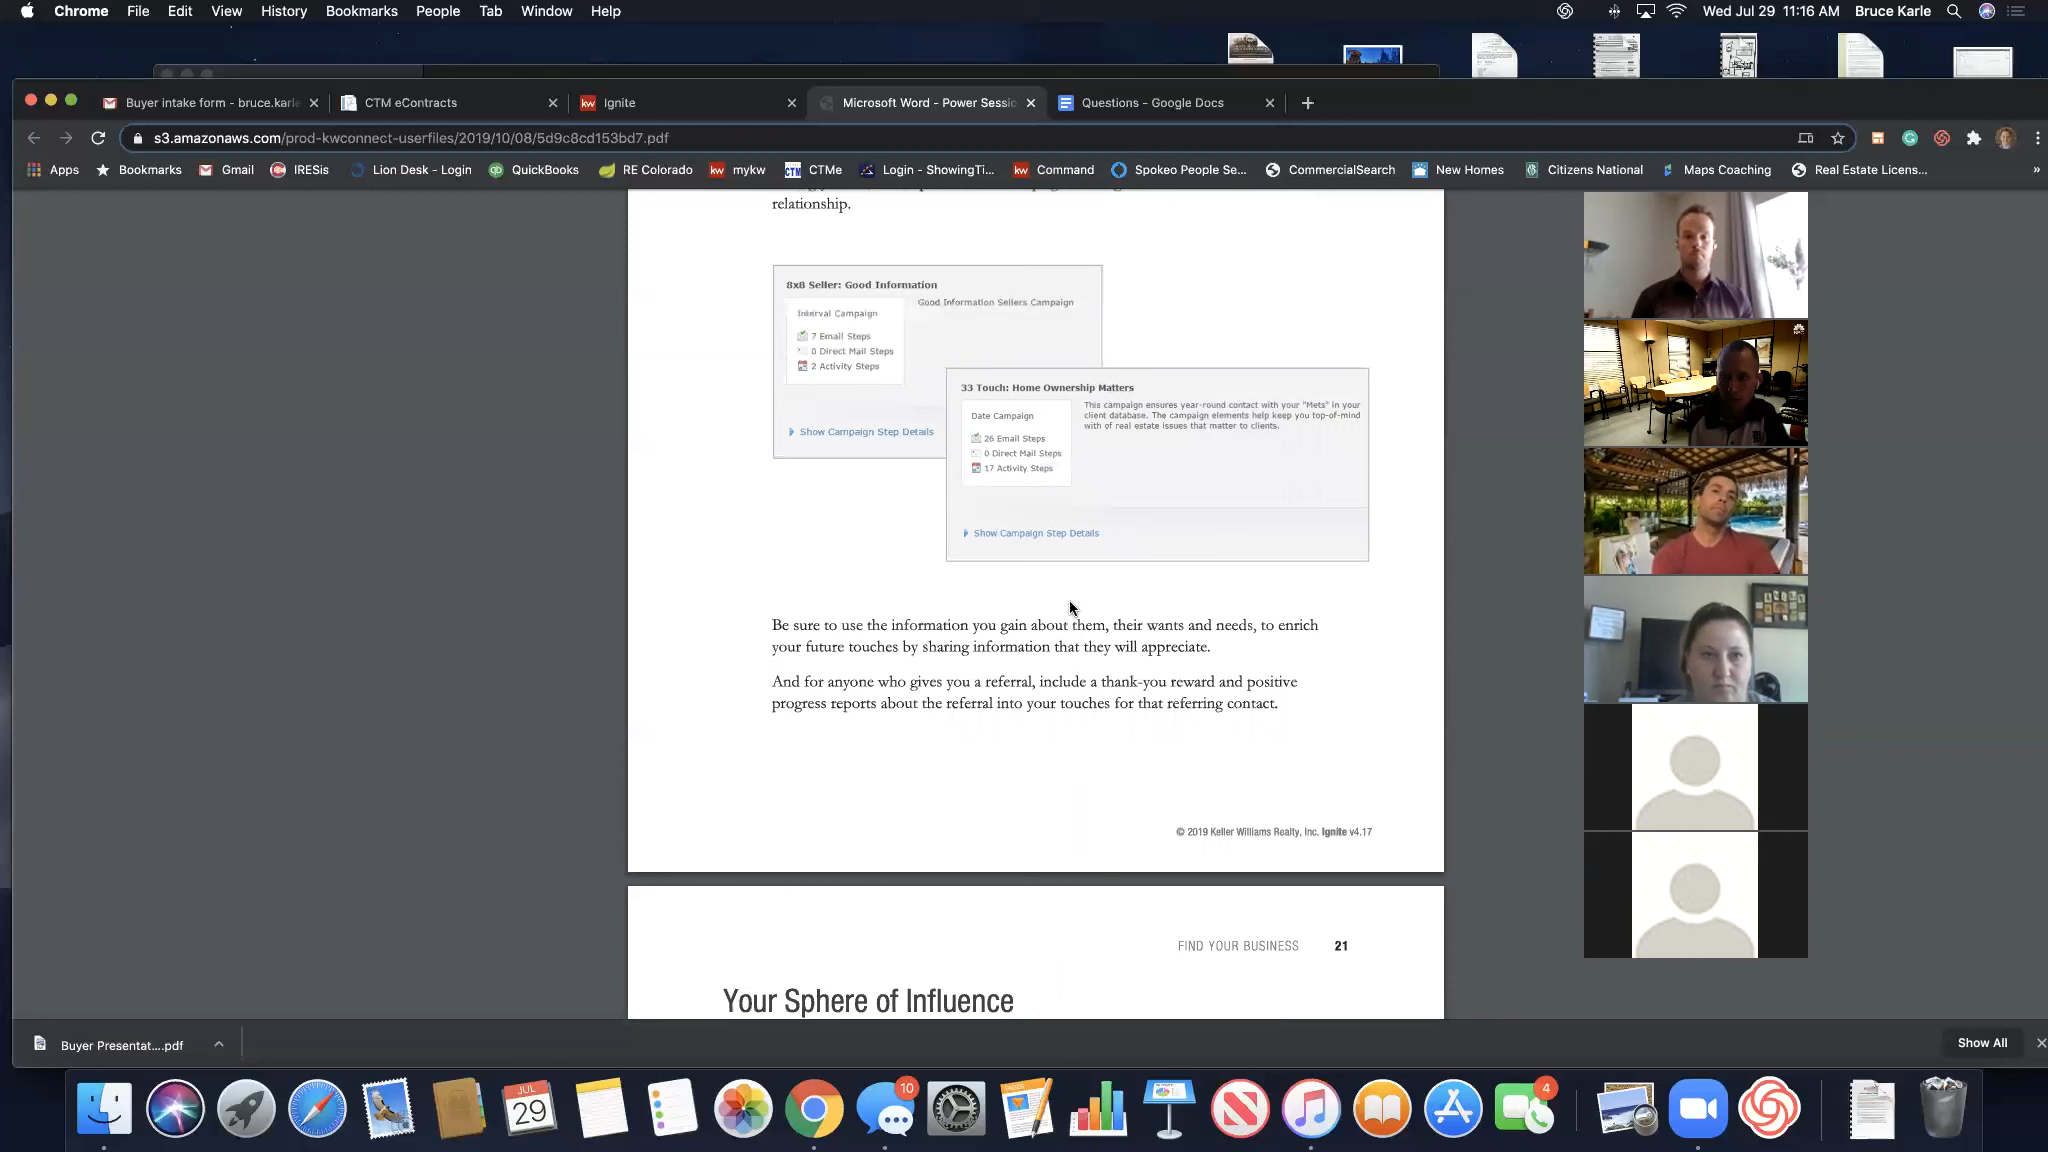 Chrome File Edit View History Bookmarks People Tab Window Help
Wed Jul 29 11:16 AM Bruce Karle
Buyer intake form - bruce.karle
CTM eContracts
kw Ignite
Microsoft Word - Power Sessio
Questions - Google Docs
s3.amazonaws.com/prod-kwconnect-userfiles/2019/10/08/5d9c8cd153bd7.pdf
Apps Bookmarks Gmail IRESis Lion Desk - Login QuickBooks RE Colorado kw mykw CTM CTMe Login - ShowingTi... kw Command Spokeo People Se... CommercialSearch New Homes Citizens National Maps Coaching Real Estate Licens... »
relationship.
8x8 Seller: Good Information
Good Information Sellers Campaign
Interval Campaign
7 Email Steps
0 Direct Mail Steps
2 Activity Steps
Show Campaign Step Details
33 Touch: Home Ownership Matters
This campaign ensures year-round contact with your "Mets" in your
client database. The campaign elements help keep you top-of-mind
with of real estate issues that matter to clients.
Date Campaign
26 Email Steps
0 Direct Mail Steps
17 Activity Steps
Show Campaign Step Details
Be sure to use the information you gain about them, their wants and needs, to enrich
your future touches by sharing information that they will appreciate.
And for anyone who gives you a referral, include a thank-you reward and positive
progress reports about the referral into your touches for that referring contact.
© 2019 Keller Williams Realty, Inc. Ignite v4.17
FIND YOUR BUSINESS 21
Your Sphere of Influence
Buyer Presentat....pdf
Show All
JUL
29
10
4